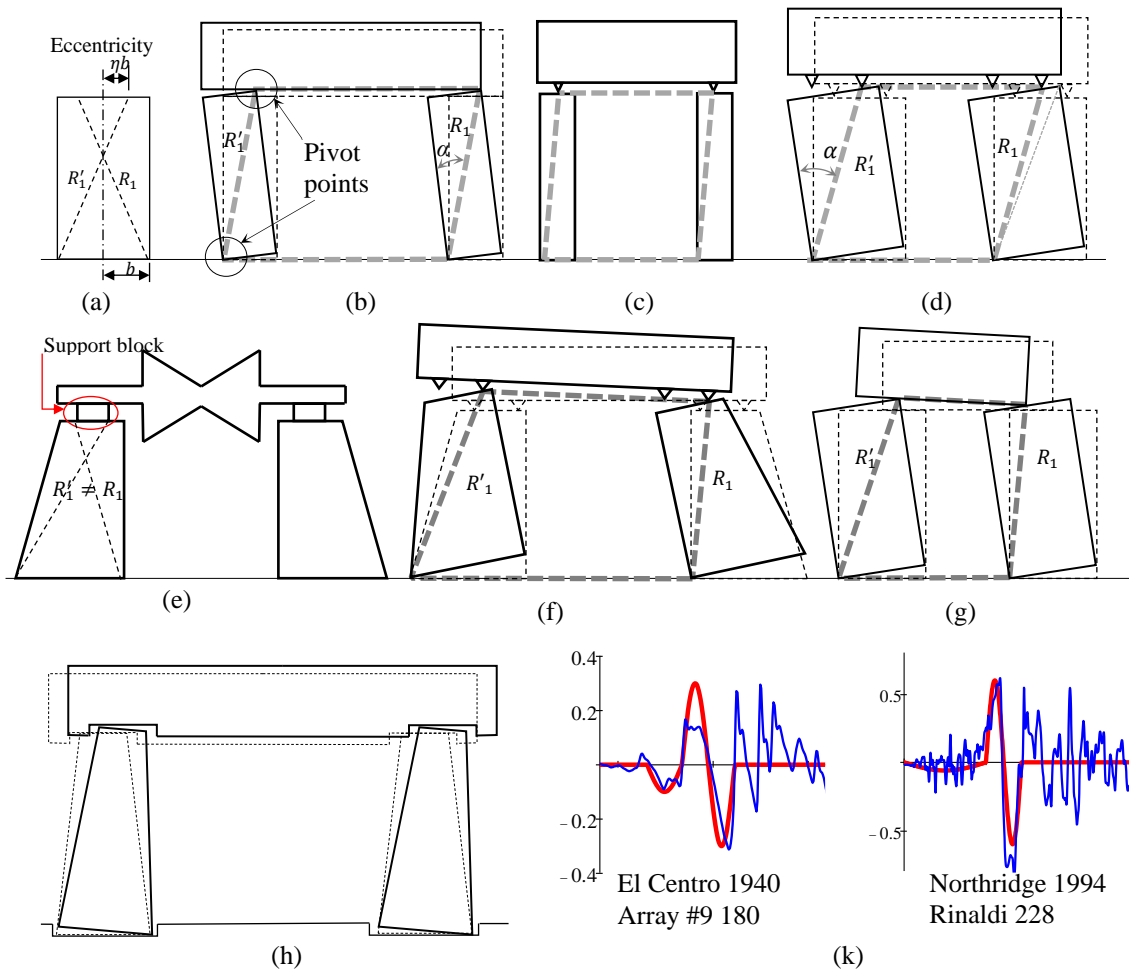 Eccentricity
ηb
R′₁ R₁
b
(a)
R′₁
Pivot
points
R₁
α
(b)
(c)
α
R′₁
R₁
(d)
Support block
R′₁ ≠ R₁
(e)
R′₁
R₁
(f)
R′₁
R₁
(g)
(h)
0.4
0.2
0
-0.2
-0.4
El Centro 1940
Array #9 180
0.5
0
-0.5
Northridge 1994
Rinaldi 228
(k)